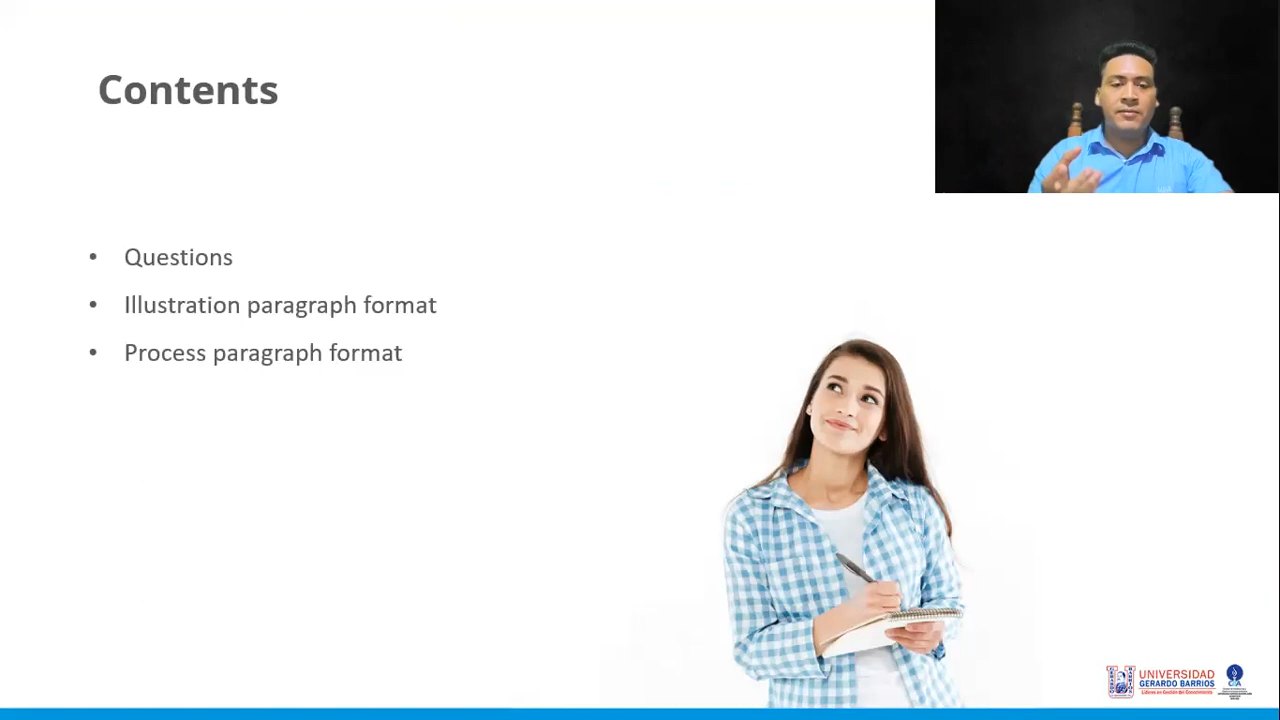 Contents
• Questions
• Illustration paragraph format
• Process paragraph format
UNIVERSIDAD
GERARDO BARRIOS